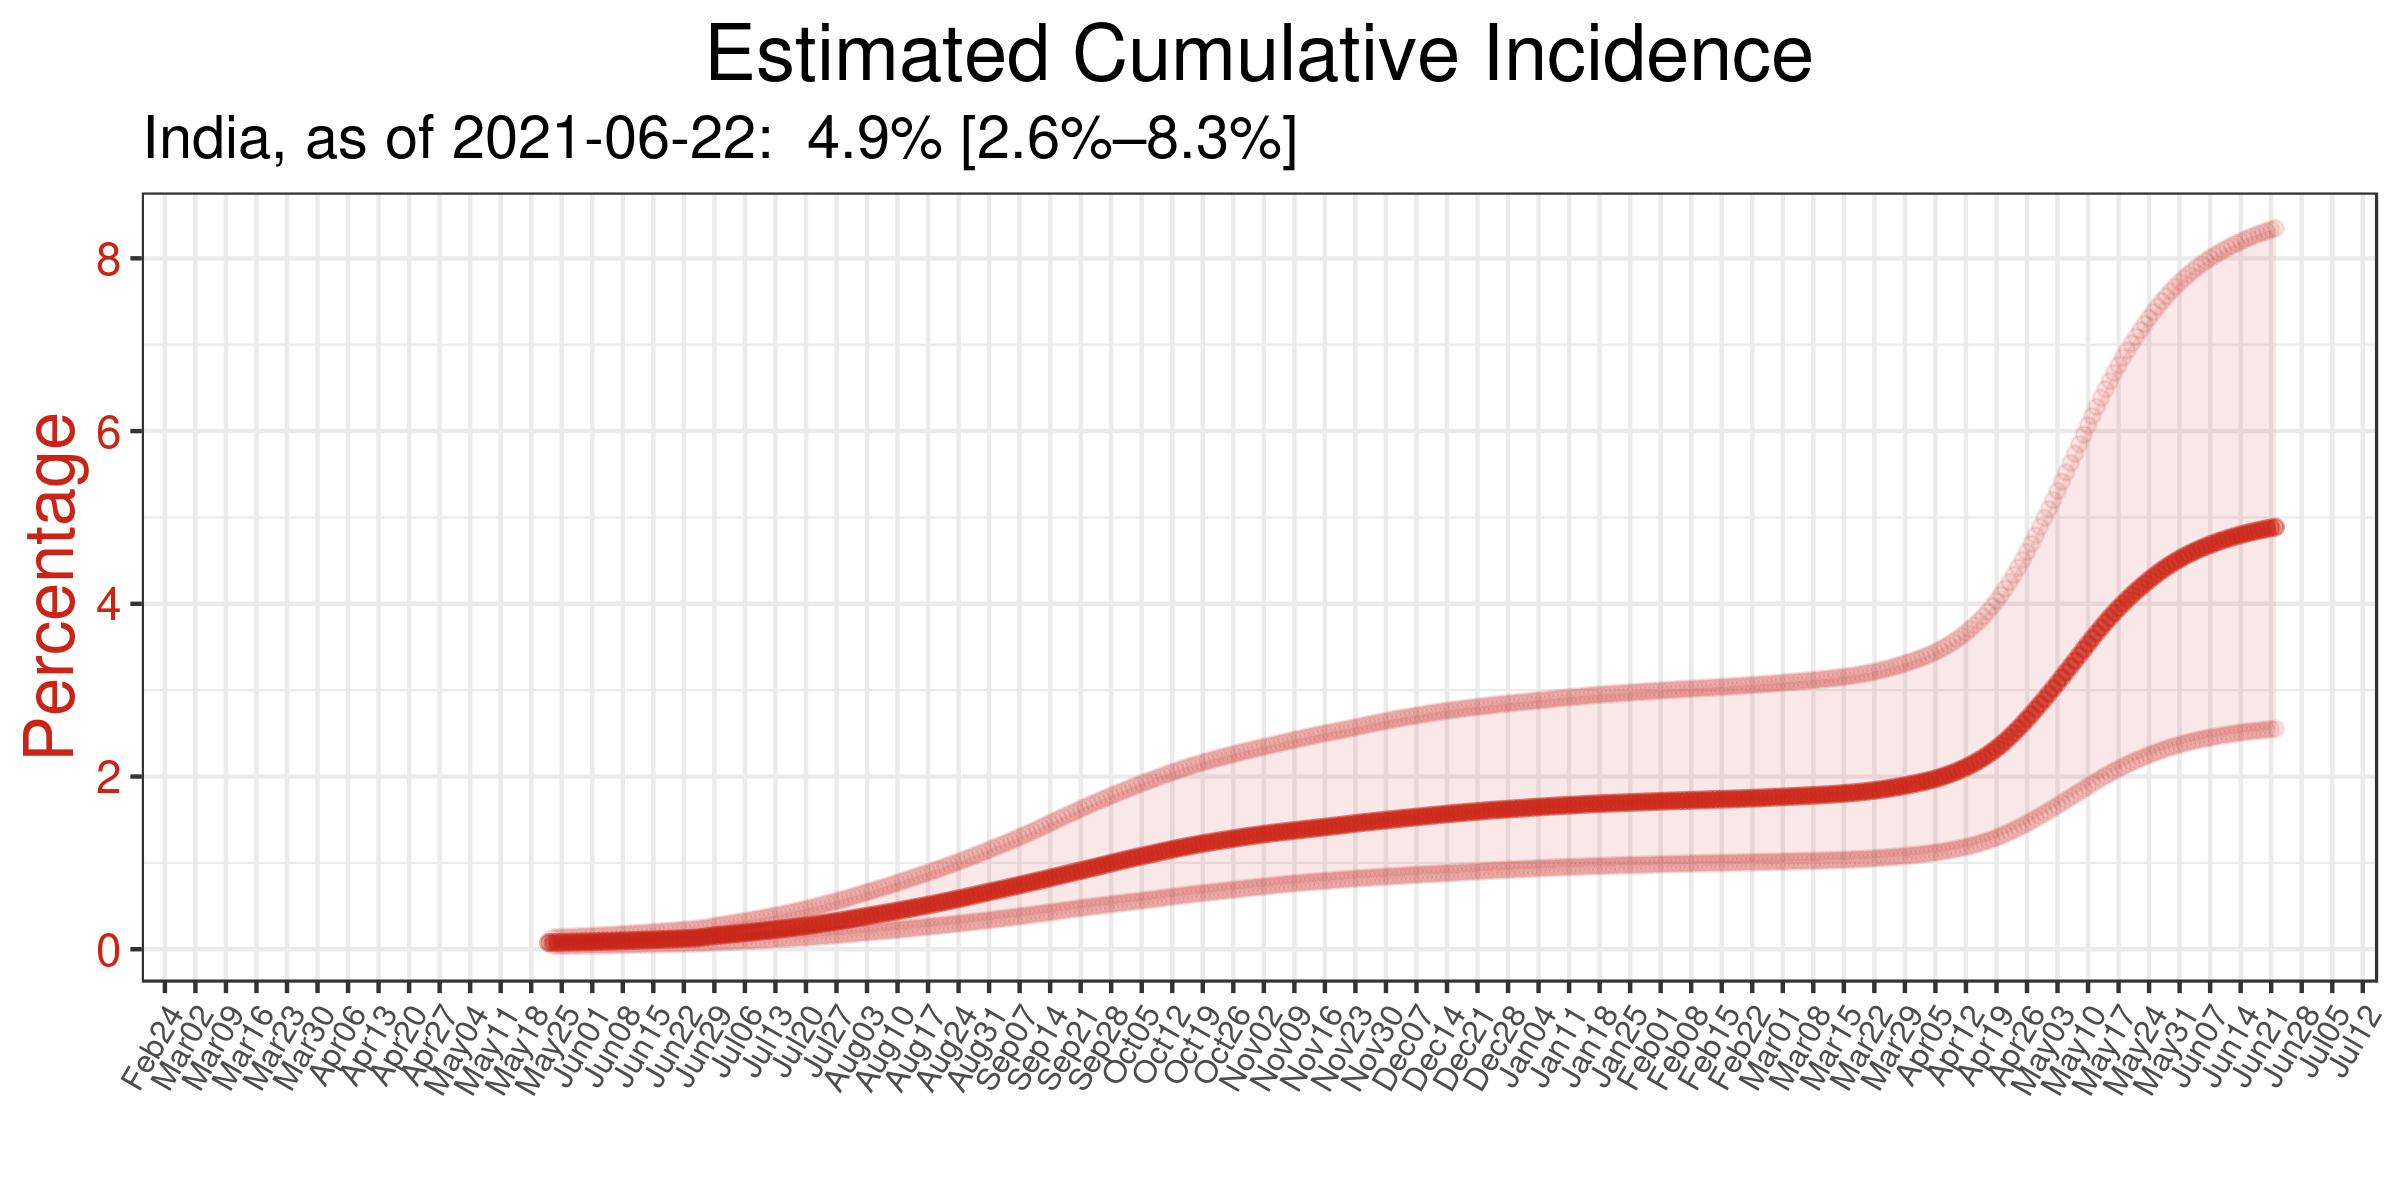 Estimated Cumulative Incidence
India, as of 2021-06-22:  4.9% [2.6%–8.3%]
Percentage
8
6
4
2
0
Feb24 Mar02 Mar09 Mar16 Mar23 Mar30 Apr06 Apr13 Apr20 Apr27 May04 May11 May18 May25 Jun01 Jun08 Jun15 Jun22 Jun29 Jul06 Jul13 Jul20 Jul27 Aug03 Aug10 Aug17 Aug24 Aug31 Sep07 Sep14 Sep21 Sep28 Oct05 Oct12 Oct19 Oct26 Nov02 Nov09 Nov16 Nov23 Nov30 Dec07 Dec14 Dec21 Dec28 Jan04 Jan11 Jan18 Jan25 Feb01 Feb08 Feb15 Feb22 Mar01 Mar08 Mar15 Mar22 Mar29 Apr05 Apr12 Apr19 Apr26 May03 May10 May17 May24 May31 Jun07 Jun14 Jun21 Jun28 Jul05 Jul12